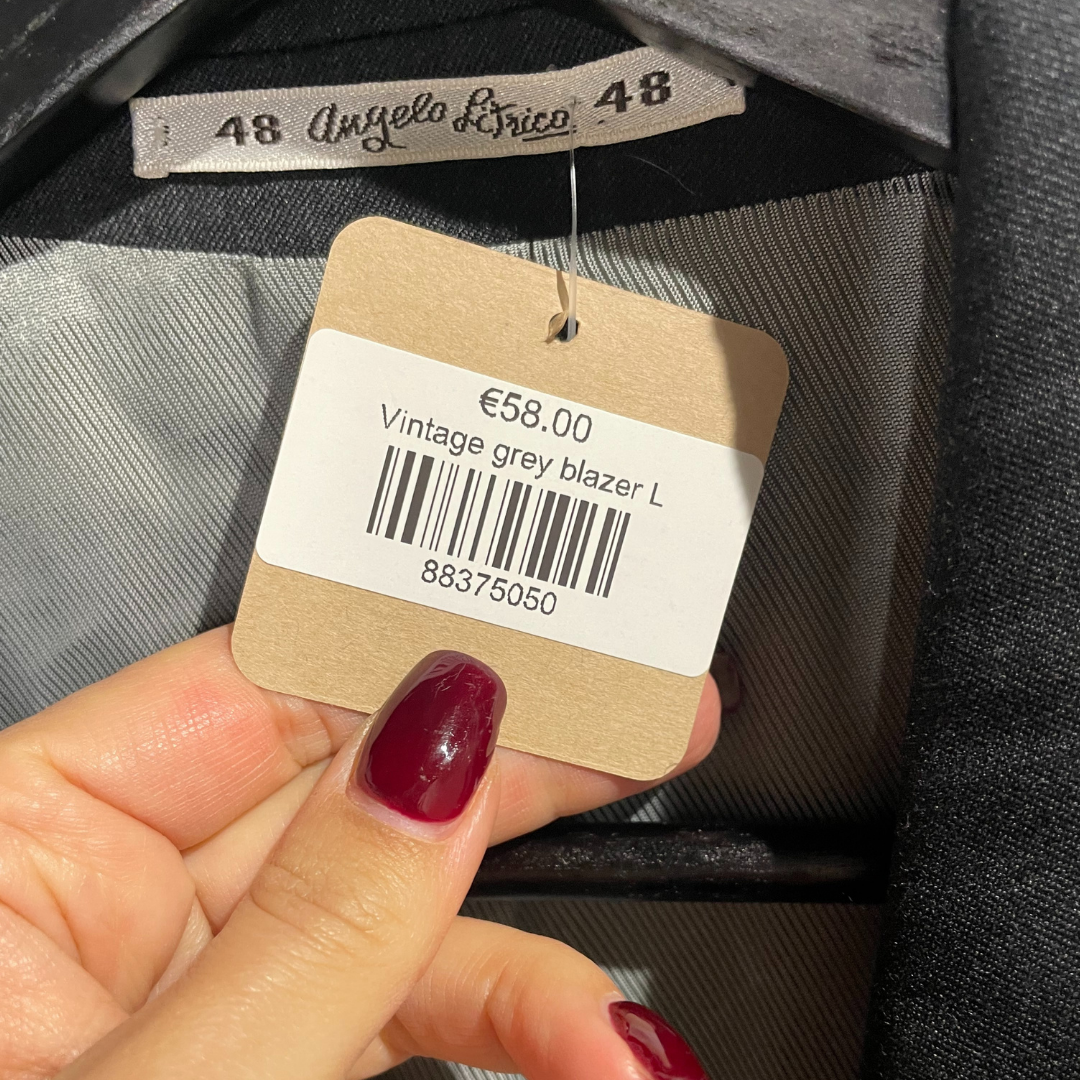 48 Angelo Litrico 48
€58.00
Vintage grey blazer L
88375050